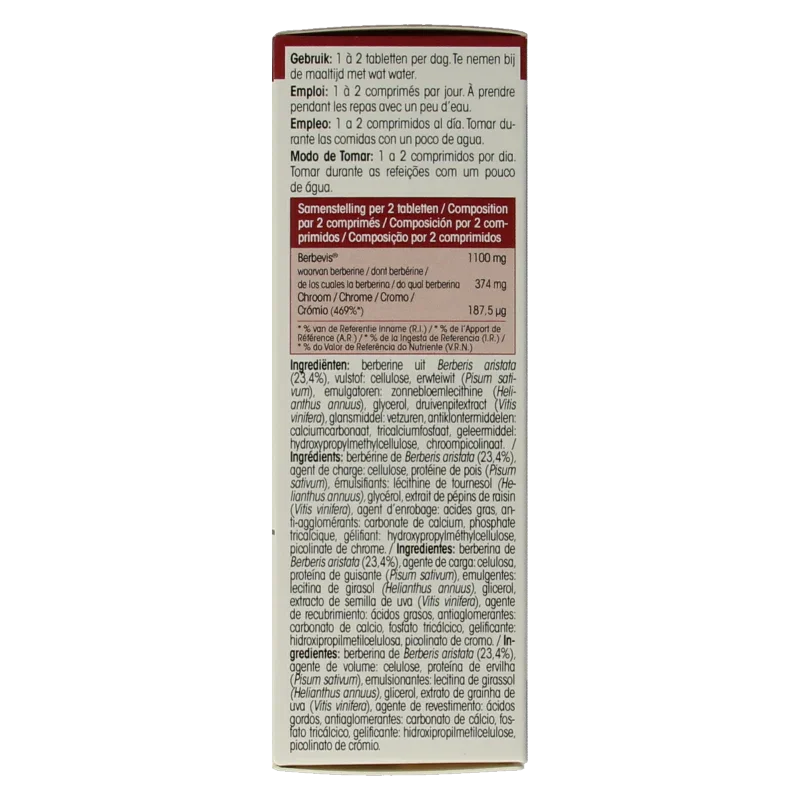 Gebruik: 1 à 2 tabletten per dag. Te nemen bij
de maaltijd met wat water.
Emploi: 1 à 2 comprimés par jour. À prendre
pendant les repas avec un peu d'eau.
Empleo: 1 a 2 comprimidos al día. Tomar du-
rante las comidas con un poco de agua.
Modo de Tomar: 1 a 2 comprimidos por dia.
Tomar durante as refeições com um pouco
de água.
Samenstelling per 2 tabletten / Composition
par 2 comprimés / Composición por 2 com-
primidos / Composição por 2 comprimidos
Berbevis® 1100 mg
waarvan berberine / dont berbérine /
de los cuales la berberina / do qual berberina 374 mg
Chroom / Chrome / Cromo /
Crómio (469%*) 187,5 µg
* % van de Referentie Inname (R.I.) / * % de l'Apport de
Référence (A.R.) / * % de la Ingesta de Referencia (I.R.) /
* % do Valor de Referência do Nutriente (V.R.N.)
Ingrediënten: berberine uit Berberis aristata
(23,4%), vulstof: cellulose, erwteiwit (Pisum sati-
vum), emulgatoren: zonnebloemlecithine (Heli-
anthus annuus), glycerol, druivenpitextract (Vitis
vinifera), glansmiddel: vetzuren, antiklontermiddelen:
calciumcarbonaat, tricalciumfosfaat, geleermiddel:
hydroxypropylmethylcellulose, chroompicolinaat. /
Ingrédients: berbérine de Berberis aristata (23,4%),
agent de charge: cellulose, protéine de pois (Pisum
sativum), émulsifiants: lécithine de tournesol (He-
lianthus annuus), glycérol, extrait de pépins de raisin
(Vitis vinifera), agent d'enrobage: acides gras, an-
ti-agglomérants: carbonate de calcium, phosphate
tricalcique, gélifiant: hydroxypropylméthylcellulose,
picolinate de chrome. / Ingredientes: berberina de
Berberis aristata (23,4%), agente de carga: celulosa,
proteína de guisante (Pisum sativum), emulgentes:
lecitina de girasol (Helianthus annuus), glicerol,
extracto de semilla de uva (Vitis vinifera), agente
de recubrimiento: ácidos grasos, antiaglomerantes:
carbonato de calcio, fosfato tricálcico, gelificante:
hidroxipropilmetilcelulosa, picolinato de cromo. / In-
gredientes: berberina de Berberis aristata (23,4%),
agente de volume: celulose, proteína de ervilha
(Pisum sativum), emulsionantes: lecitina de girassol
(Helianthus annuus), glicerol, extrato de grainha de
uva (Vitis vinifera), agente de revestimento: ácidos
gordos, antiaglomerantes: carbonato de cálcio, fos-
fato tricálcico, gelificante: hidroxipropilmetilcelulose,
picolinato de crómio.